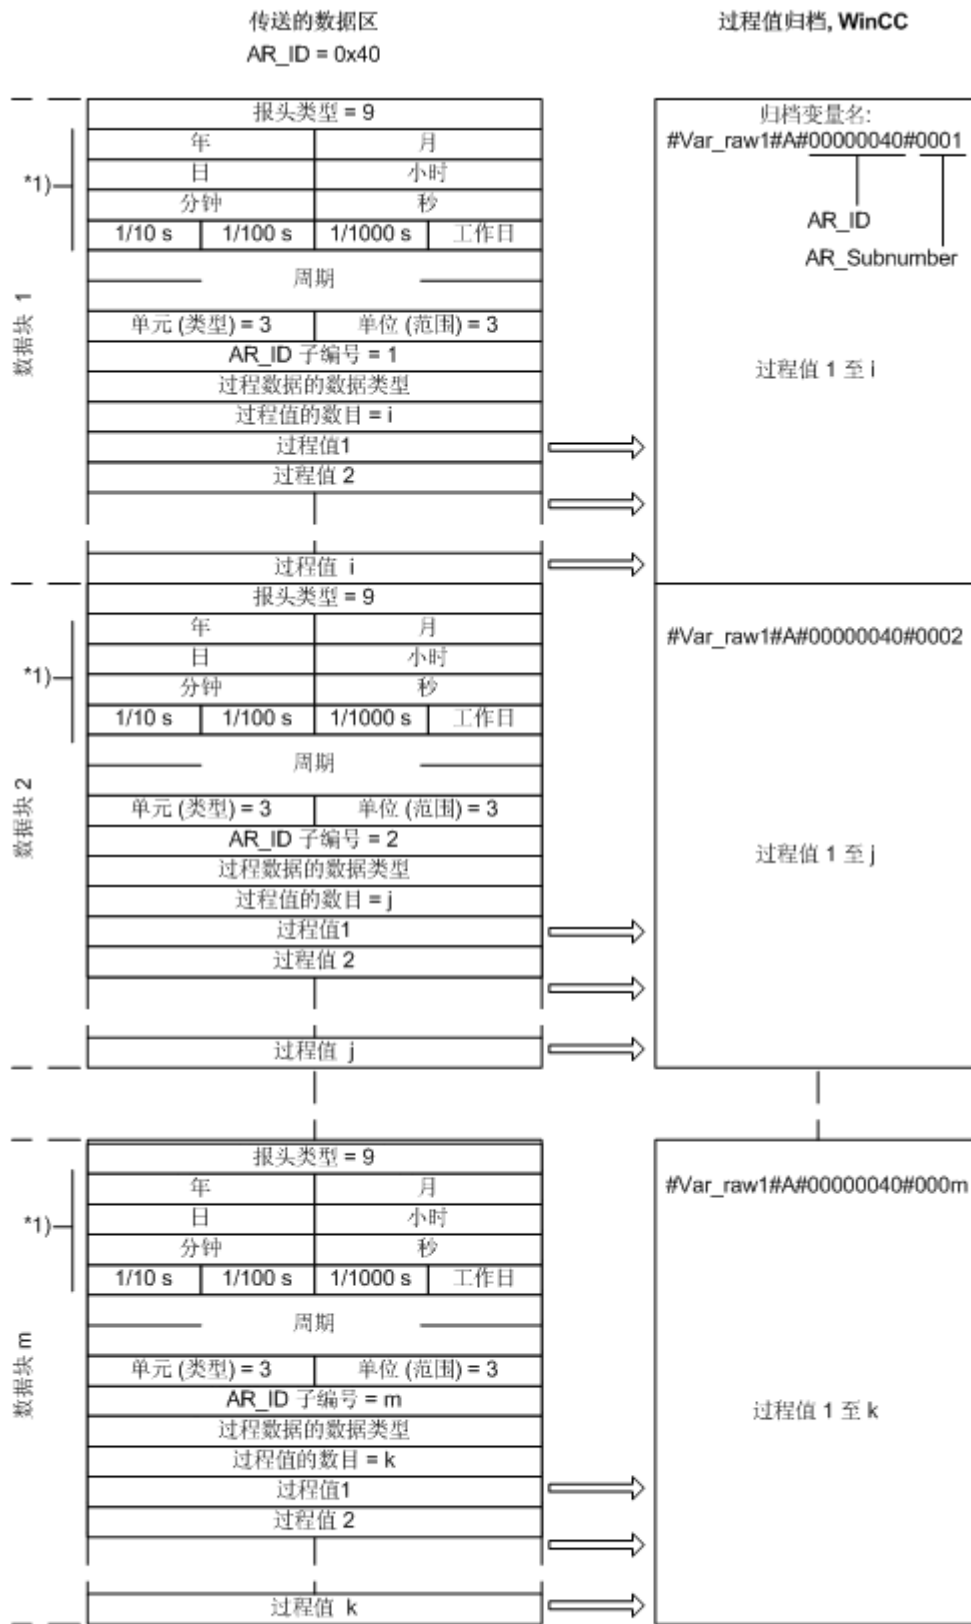 传送的数据区
AR_ID = 0x40
过程值归档, WinCC
数据块 1
*1)
报头类型 = 9
年 月
日 小时
分钟 秒
1/10 s 1/100 s 1/1000 s 工作日
周期
单元 (类型) = 3 单位 (范围) = 3
AR_ID 子编号 = 1
过程数据的数据类型
过程值的数目 = i
过程值1
过程值 2
过程值 i
归档变量名:
#Var_raw1#A#00000040#0001
AR_ID
AR_Subnumber
过程值 1 至 i
数据块 2
*1)
报头类型 = 9
年 月
日 小时
分钟 秒
1/10 s 1/100 s 1/1000 s 工作日
周期
单元 (类型) = 3 单位 (范围) = 3
AR_ID 子编号 = 2
过程数据的数据类型
过程值的数目 = j
过程值1
过程值 2
过程值 j
#Var_raw1#A#00000040#0002
过程值 1 至 j
数据块 m
*1)
报头类型 = 9
年 月
日 小时
分钟 秒
1/10 s 1/100 s 1/1000 s 工作日
周期
单元 (类型) = 3 单位 (范围) = 3
AR_ID 子编号 = m
过程数据的数据类型
过程值的数目 = k
过程值1
过程值 2
过程值 k
#Var_raw1#A#00000040#000m
过程值 1 至 k